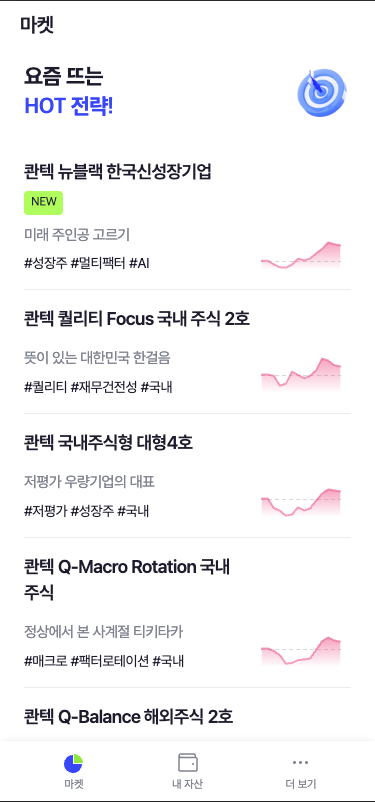 마켓
요즘 뜨는
HOT 전략!
콴텍 뉴블랙 한국신성장기업
NEW
미래 주인공 고르기
#성장주 #멀티팩터 #AI
콴텍 퀄리티 Focus 국내 주식 2호
뜻이 있는 대한민국 한걸음
#퀄리티 #재무건전성 #국내
콴텍 국내주식형 대형4호
저평가 우량기업의 대표
#저평가 #성장주 #국내
콴텍 Q-Macro Rotation 국내
주식
정상에서 본 사계절 티키타카
#매크로 #팩터로테이션 #국내
콴텍 Q-Balance 해외주식 2호
마켓
내 자산
더 보기